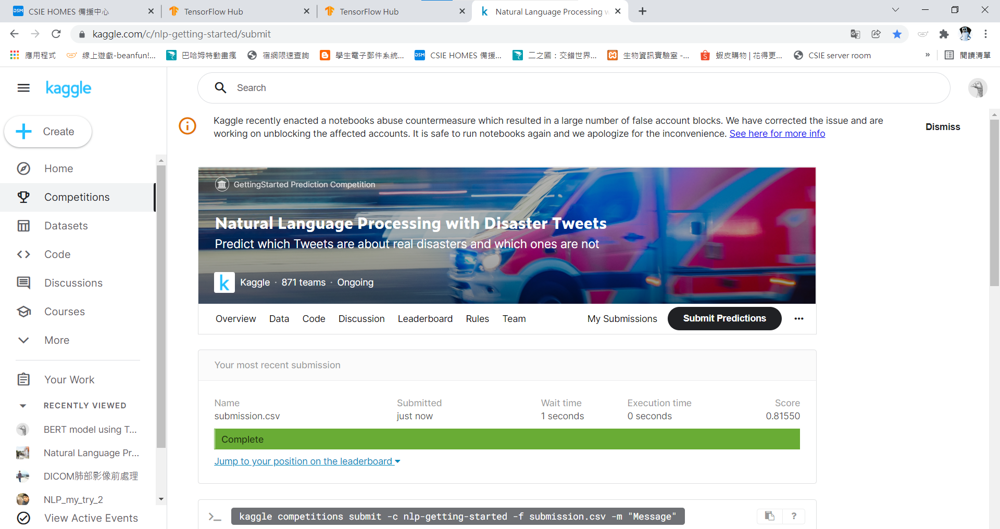 CSIE HOMES 備援中心
TensorFlow Hub
TensorFlow Hub
Natural Language Processing w
kaggle.com/c/nlp-getting-started/submit
應用程式
線上遊戲-beanfun!...
巴哈姆特動畫瘋
宿網限速查詢
學生電子郵件系統...
CSIE HOMES 備援...
二之國：交錯世界...
生物資訊實驗室 -...
蝦皮購物 | 花得更...
CSIE server room
»
閱讀清單
kaggle
Search
Create
Kaggle recently enacted a notebooks abuse countermeasure which resulted in a large number of false account blocks. We have corrected the issue and are
working on unblocking the affected accounts. It is safe to run notebooks again and we apologize for the inconvenience. See here for more info
Dismiss
Home
Competitions
Datasets
Code
Discussions
Courses
More
Your Work
RECENTLY VIEWED
BERT model using T...
Natural Language Pr...
DICOM肺部影像前處理
NLP_my_try_2
View Active Events
GettingStarted Prediction Competition
Natural Language Processing with Disaster Tweets
Predict which Tweets are about real disasters and which ones are not
k
Kaggle · 871 teams · Ongoing
Overview
Data
Code
Discussion
Leaderboard
Rules
Team
My Submissions
Submit Predictions
Your most recent submission
Name
Submitted
Wait time
Execution time
Score
submission.csv
just now
1 seconds
0 seconds
0.81550
Complete
Jump to your position on the leaderboard
kaggle competitions submit -c nlp-getting-started -f submission.csv -m "Message"
?